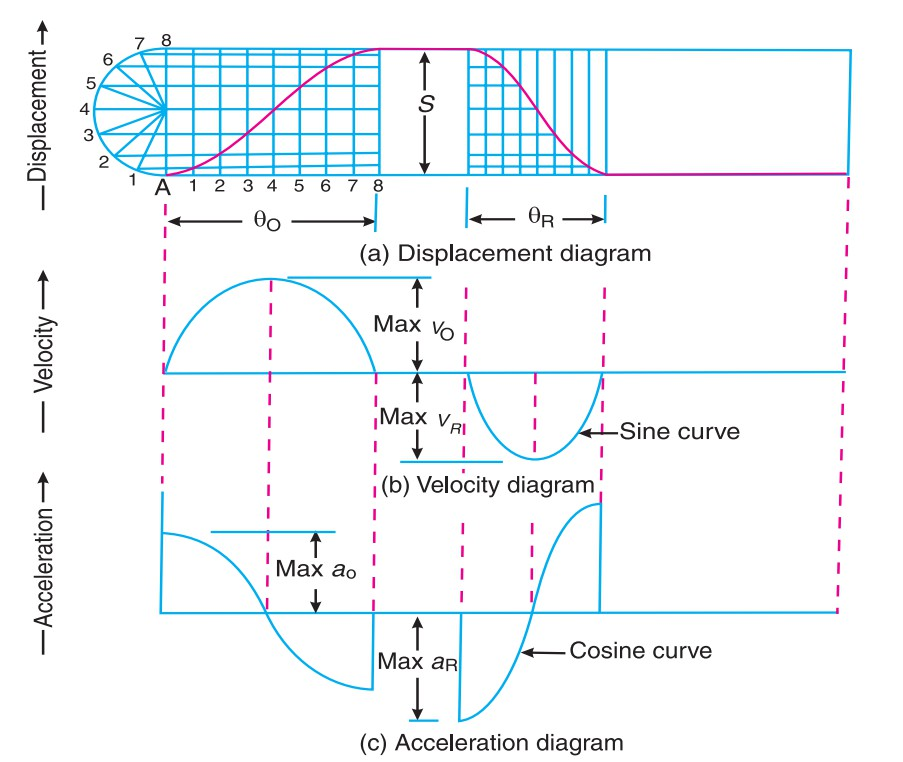 Displacement
8
7
6
5
4
3
2
1
A 1 2 3 4 5 6 7 8
S
θO
θR
(a) Displacement diagram
Velocity
Max vO
Max vR
Sine curve
(b) Velocity diagram
Acceleration
Max ao
Max aR
Cosine curve
(c) Acceleration diagram